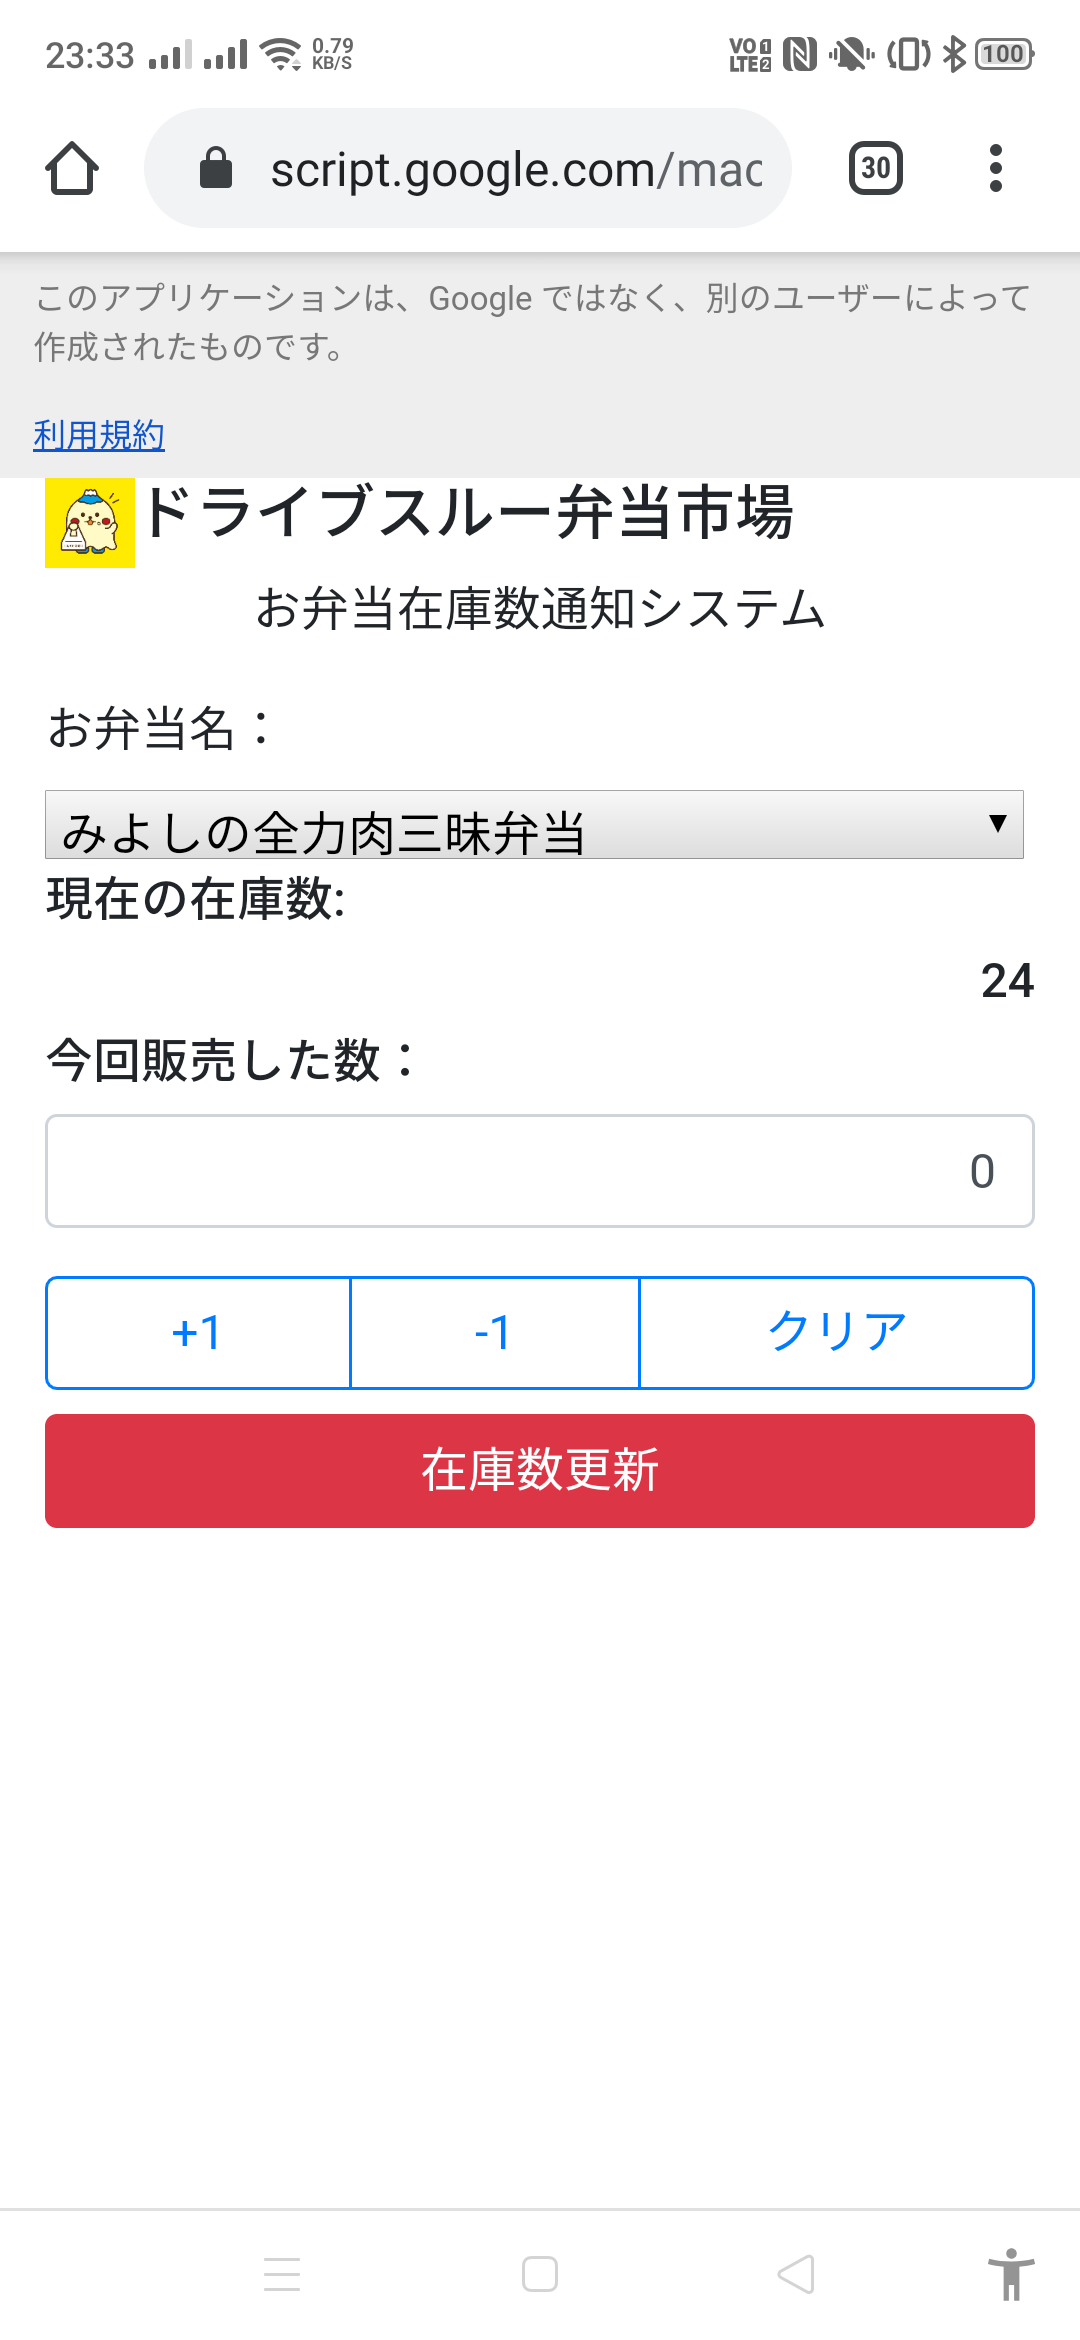 23:33
0.79
KB/S
VO 1
LTE 2
100
script.google.com/mac
30
このアプリケーションは、Google ではなく、別のユーザーによって
作成されたものです。
利用規約
ドライブスルー弁当市場
お弁当在庫数通知システム
お弁当名：
みよしの全力肉三昧弁当
▼
現在の在庫数:
24
今回販売した数：
0
+1
-1
クリア
在庫数更新